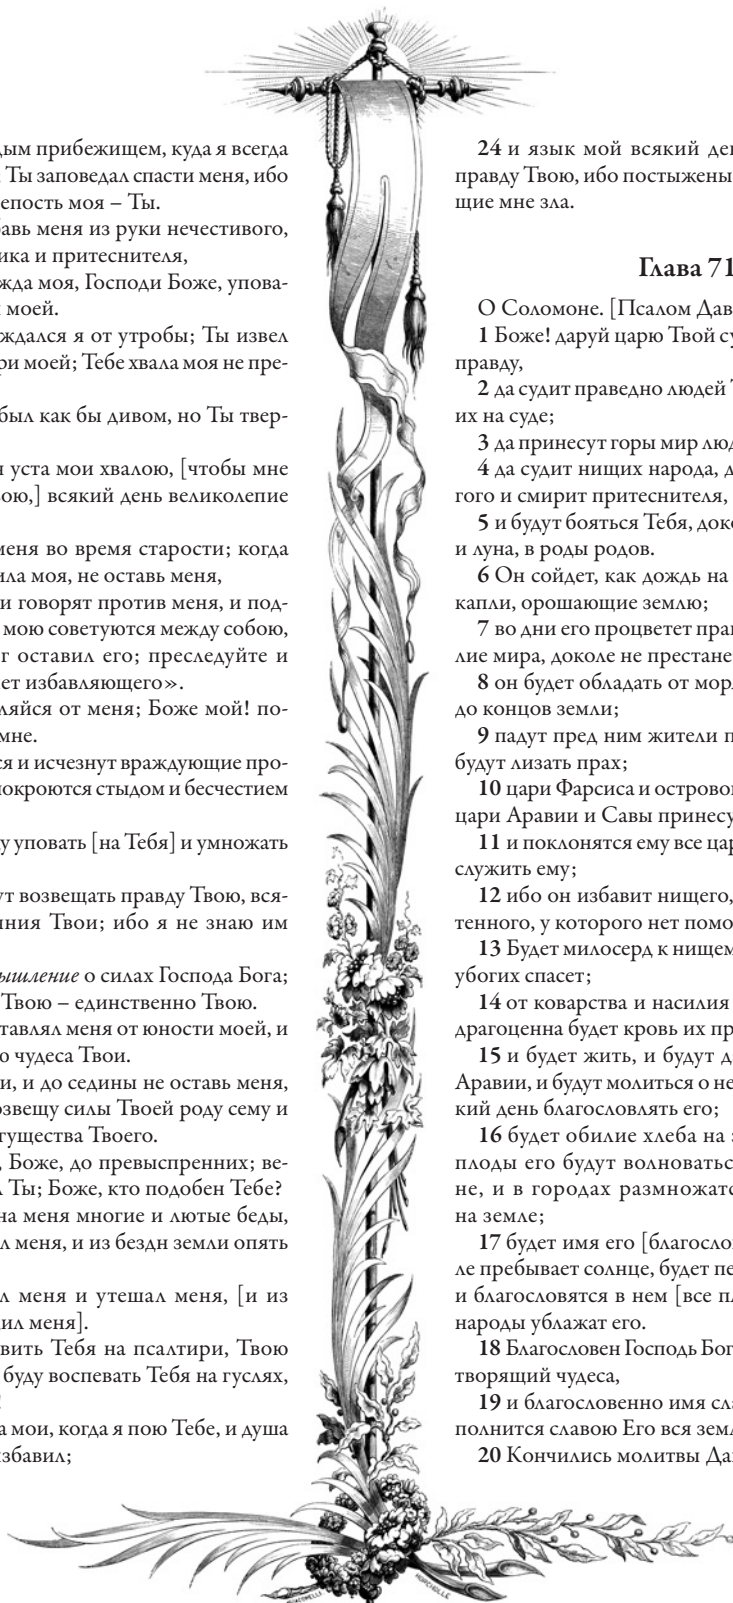 дым прибежищем, куда я всегда
Ты заповедал спасти меня, ибо
епость моя – Ты.
авь меня из руки нечестивого,
ика и притеснителя,
жда моя, Господи Боже, упова-
моей.
ждался я от утробы; Ты извел
ри моей; Тебе хвала моя не пре-
был как бы дивом, но Ты твер-
я уста мои хвалою, [чтобы мне
вою,] всякий день великолепие
меня во время старости; когда
ила моя, не оставь меня,
и говорят против меня, и под-
мою советуются между собою,
г оставил его; преследуйте и
ет избавляющего».
ляйся от меня; Боже мой! по-
мне.
ся и исчезнут враждующие про-
покроются стыдом и бесчестием
ду уповать [на Тебя] и умножать
ут возвещать правду Твою, вся-
яния Твои; ибо я не знаю им
ышление о силах Господа Бога;
Твою – единственно Твою.
ставлял меня от юности моей, и
ю чудеса Твои.
и, и до седины не оставь меня,
озвещу силы Твоей роду сему и
гущества Твоего.
, Боже, до превыспренних; ве-
л Ты; Боже, кто подобен Тебе?
на меня многие и лютые беды,
л меня, и из бездн земли опять
л меня и утешал меня, [и из
ил меня].
вить Тебя на псалтири, Твою
буду воспевать Тебя на гуслях,
!
а мои, когда я пою Тебе, и душа
избавил;
24 и язык мой всякий де
правду Твою, ибо постыжены
щие мне зла.
Глава 71
О Соломоне. [Псалом Дав
1 Боже! даруй царю Твой су
правду,
2 да судит праведно людей Т
их на суде;
3 да принесут горы мир люд
4 да судит нищих народа, д
гого и смирит притеснителя,
5 и будут бояться Тебя, доко
и луна, в роды родов.
6 Он сойдет, как дождь на
капли, орошающие землю;
7 во дни его процветет прав
лие мира, доколе не престане
8 он будет обладать от моря
до концов земли;
9 падут пред ним жители п
будут лизать прах;
10 цари Фарсиса и островов
цари Аравии и Савы принесу
11 и поклонятся ему все цар
служить ему;
12 ибо он избавит нищего,
тенного, у которого нет помо
13 Будет милосерд к нищем
убогих спасет;
14 от коварства и насилия
драгоценна будет кровь их пр
15 и будет жить, и будут д
Аравии, и будут молиться о не
кий день благословлять его;
16 будет обилие хлеба на з
плоды его будут волноватьс
не, и в городах размножатс
на земле;
17 будет имя его [благослов
ле пребывает солнце, будет пе
и благословятся в нем [все пл
народы ублажат его.
18 Благословен Господь Бог
творящий чудеса,
19 и благословенно имя сла
полнится славою Его вся земл
20 Кончились молитвы Дав